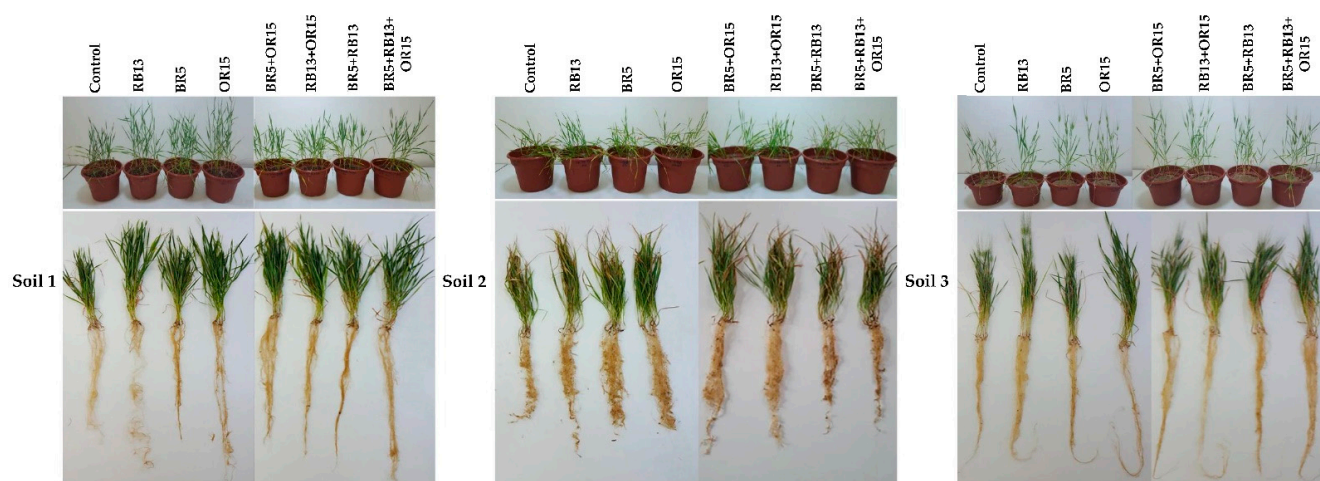 Control
RB13
BR5
OR15
BR5+OR15
RB13+OR15
BR5+RB13
BR5+RB13+
OR15
Soil 1
Control
RB13
BR5
OR15
BR5+OR15
RB13+OR15
BR5+RB13
BR5+RB13+
OR15
Soil 2
Control
RB13
BR5
OR15
BR5+OR15
RB13+OR15
BR5+RB13
BR5+RB13+
OR15
Soil 3